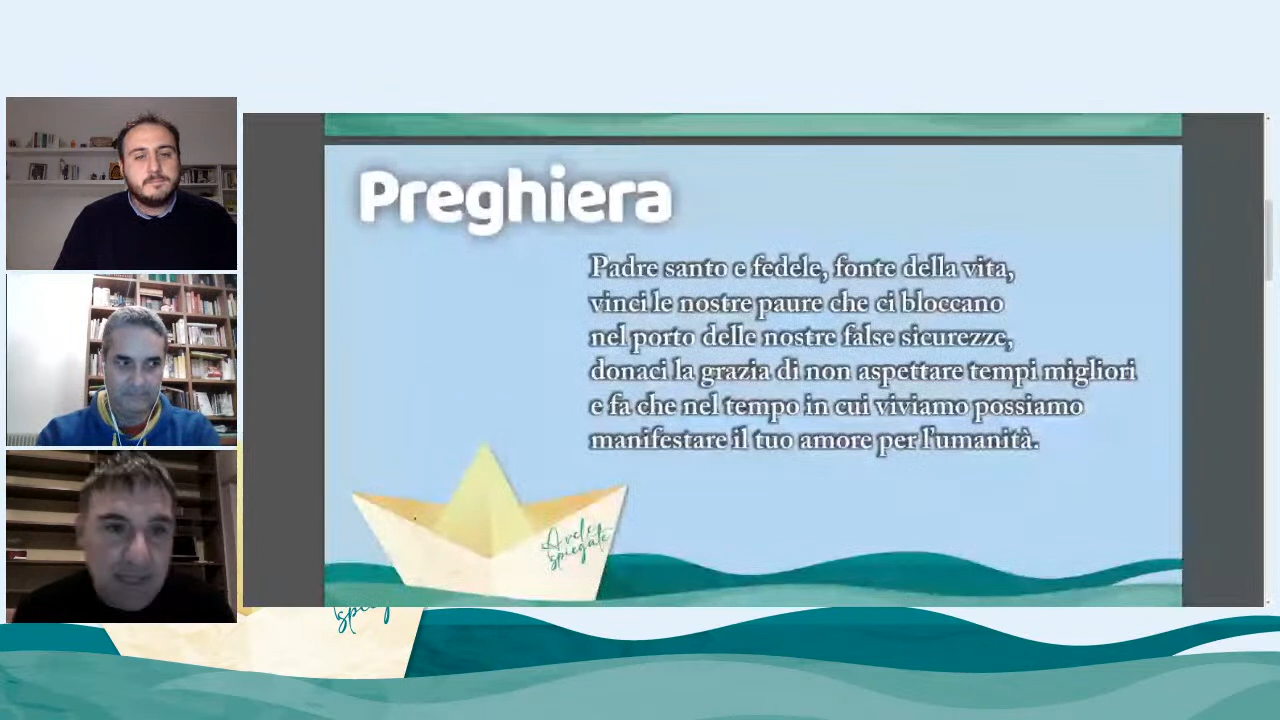 Preghiera
Padre santo e fedele, fonte della vita,
vinci le nostre paure che ci bloccano
nel porto delle nostre false sicurezze,
donaci la grazia di non aspettare tempi migliori
e fa che nel tempo in cui viviamo possiamo
manifestare il tuo amore per l'umanità.
A vele
spiegate